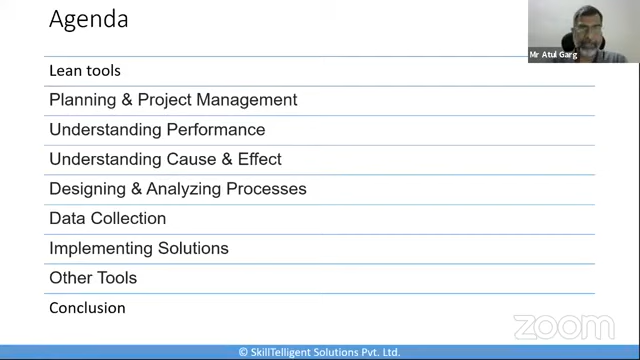 Agenda
Mr Atul Garg
Lean tools
Planning & Project Management
Understanding Performance
Understanding Cause & Effect
Designing & Analyzing Processes
Data Collection
Implementing Solutions
Other Tools
Conclusion
zoom
© SkillTelligent Solutions Pvt. Ltd.